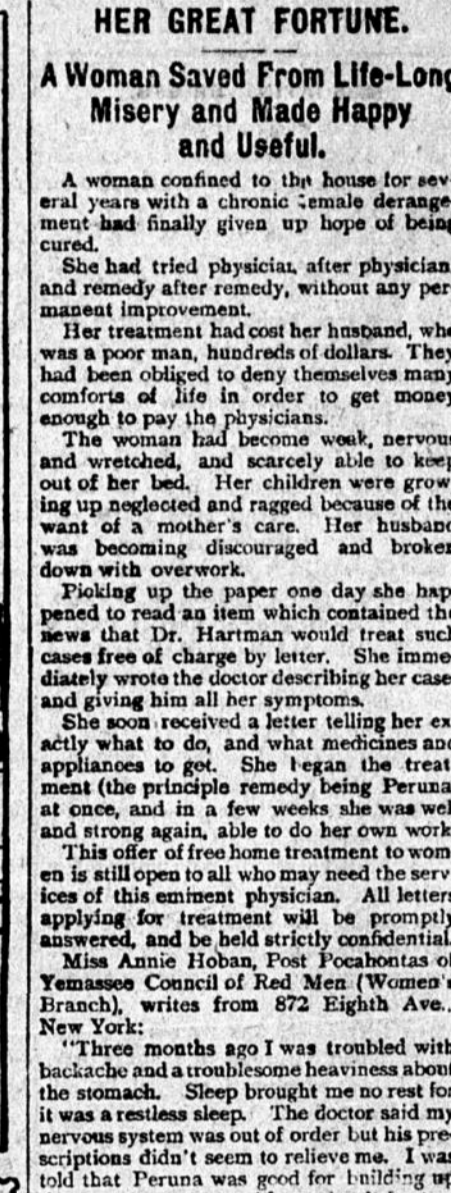 HER GREAT FORTUNE.
A Woman Saved From Life-Long
Misery and Made Happy
and Useful.
A woman confined to the house for sev-
eral years with a chronic female derange-
ment had finally given up hope of being
cured.
She had tried physician after physician
and remedy after remedy, without any per-
manent improvement.
Her treatment had cost her husband, who
was a poor man, hundreds of dollars. They
had been obliged to deny themselves many
comforts of life in order to get money
enough to pay the physicians.
The woman had become weak, nervous
and wretched, and scarcely able to keep
out of her bed. Her children were grow-
ing up neglected and ragged because of the
want of a mother's care. Her husband
was becoming discouraged and broken
down with overwork.
Picking up the paper one day she hap-
pened to read an item which contained the
news that Dr. Hartman would treat such
cases free of charge by letter. She imme-
diately wrote the doctor describing her case
and giving him all her symptoms.
She soon received a letter telling her ex-
actly what to do, and what medicines and
appliances to get. She began the treat-
ment (the principle remedy being Peruna)
at once, and in a few weeks she was well
and strong again, able to do her own work
This offer of free home treatment to wom-
en is still open to all who may need the serv-
ices of this eminent physician. All letters
applying for treatment will be promptly
answered, and be held strictly confidential.
Miss Annie Hoban, Post Pocahontas of
Yemassee Council of Red Men (Women's
Branch), writes from 872 Eighth Ave.,
New York:
"Three months ago I was troubled with
backache and a troublesome heaviness about
the stomach. Sleep brought me no rest for
it was a restless sleep. The doctor said my
nervous system was out of order but his pre-
scriptions didn't seem to relieve me. I was
told that Peruna was good for building up